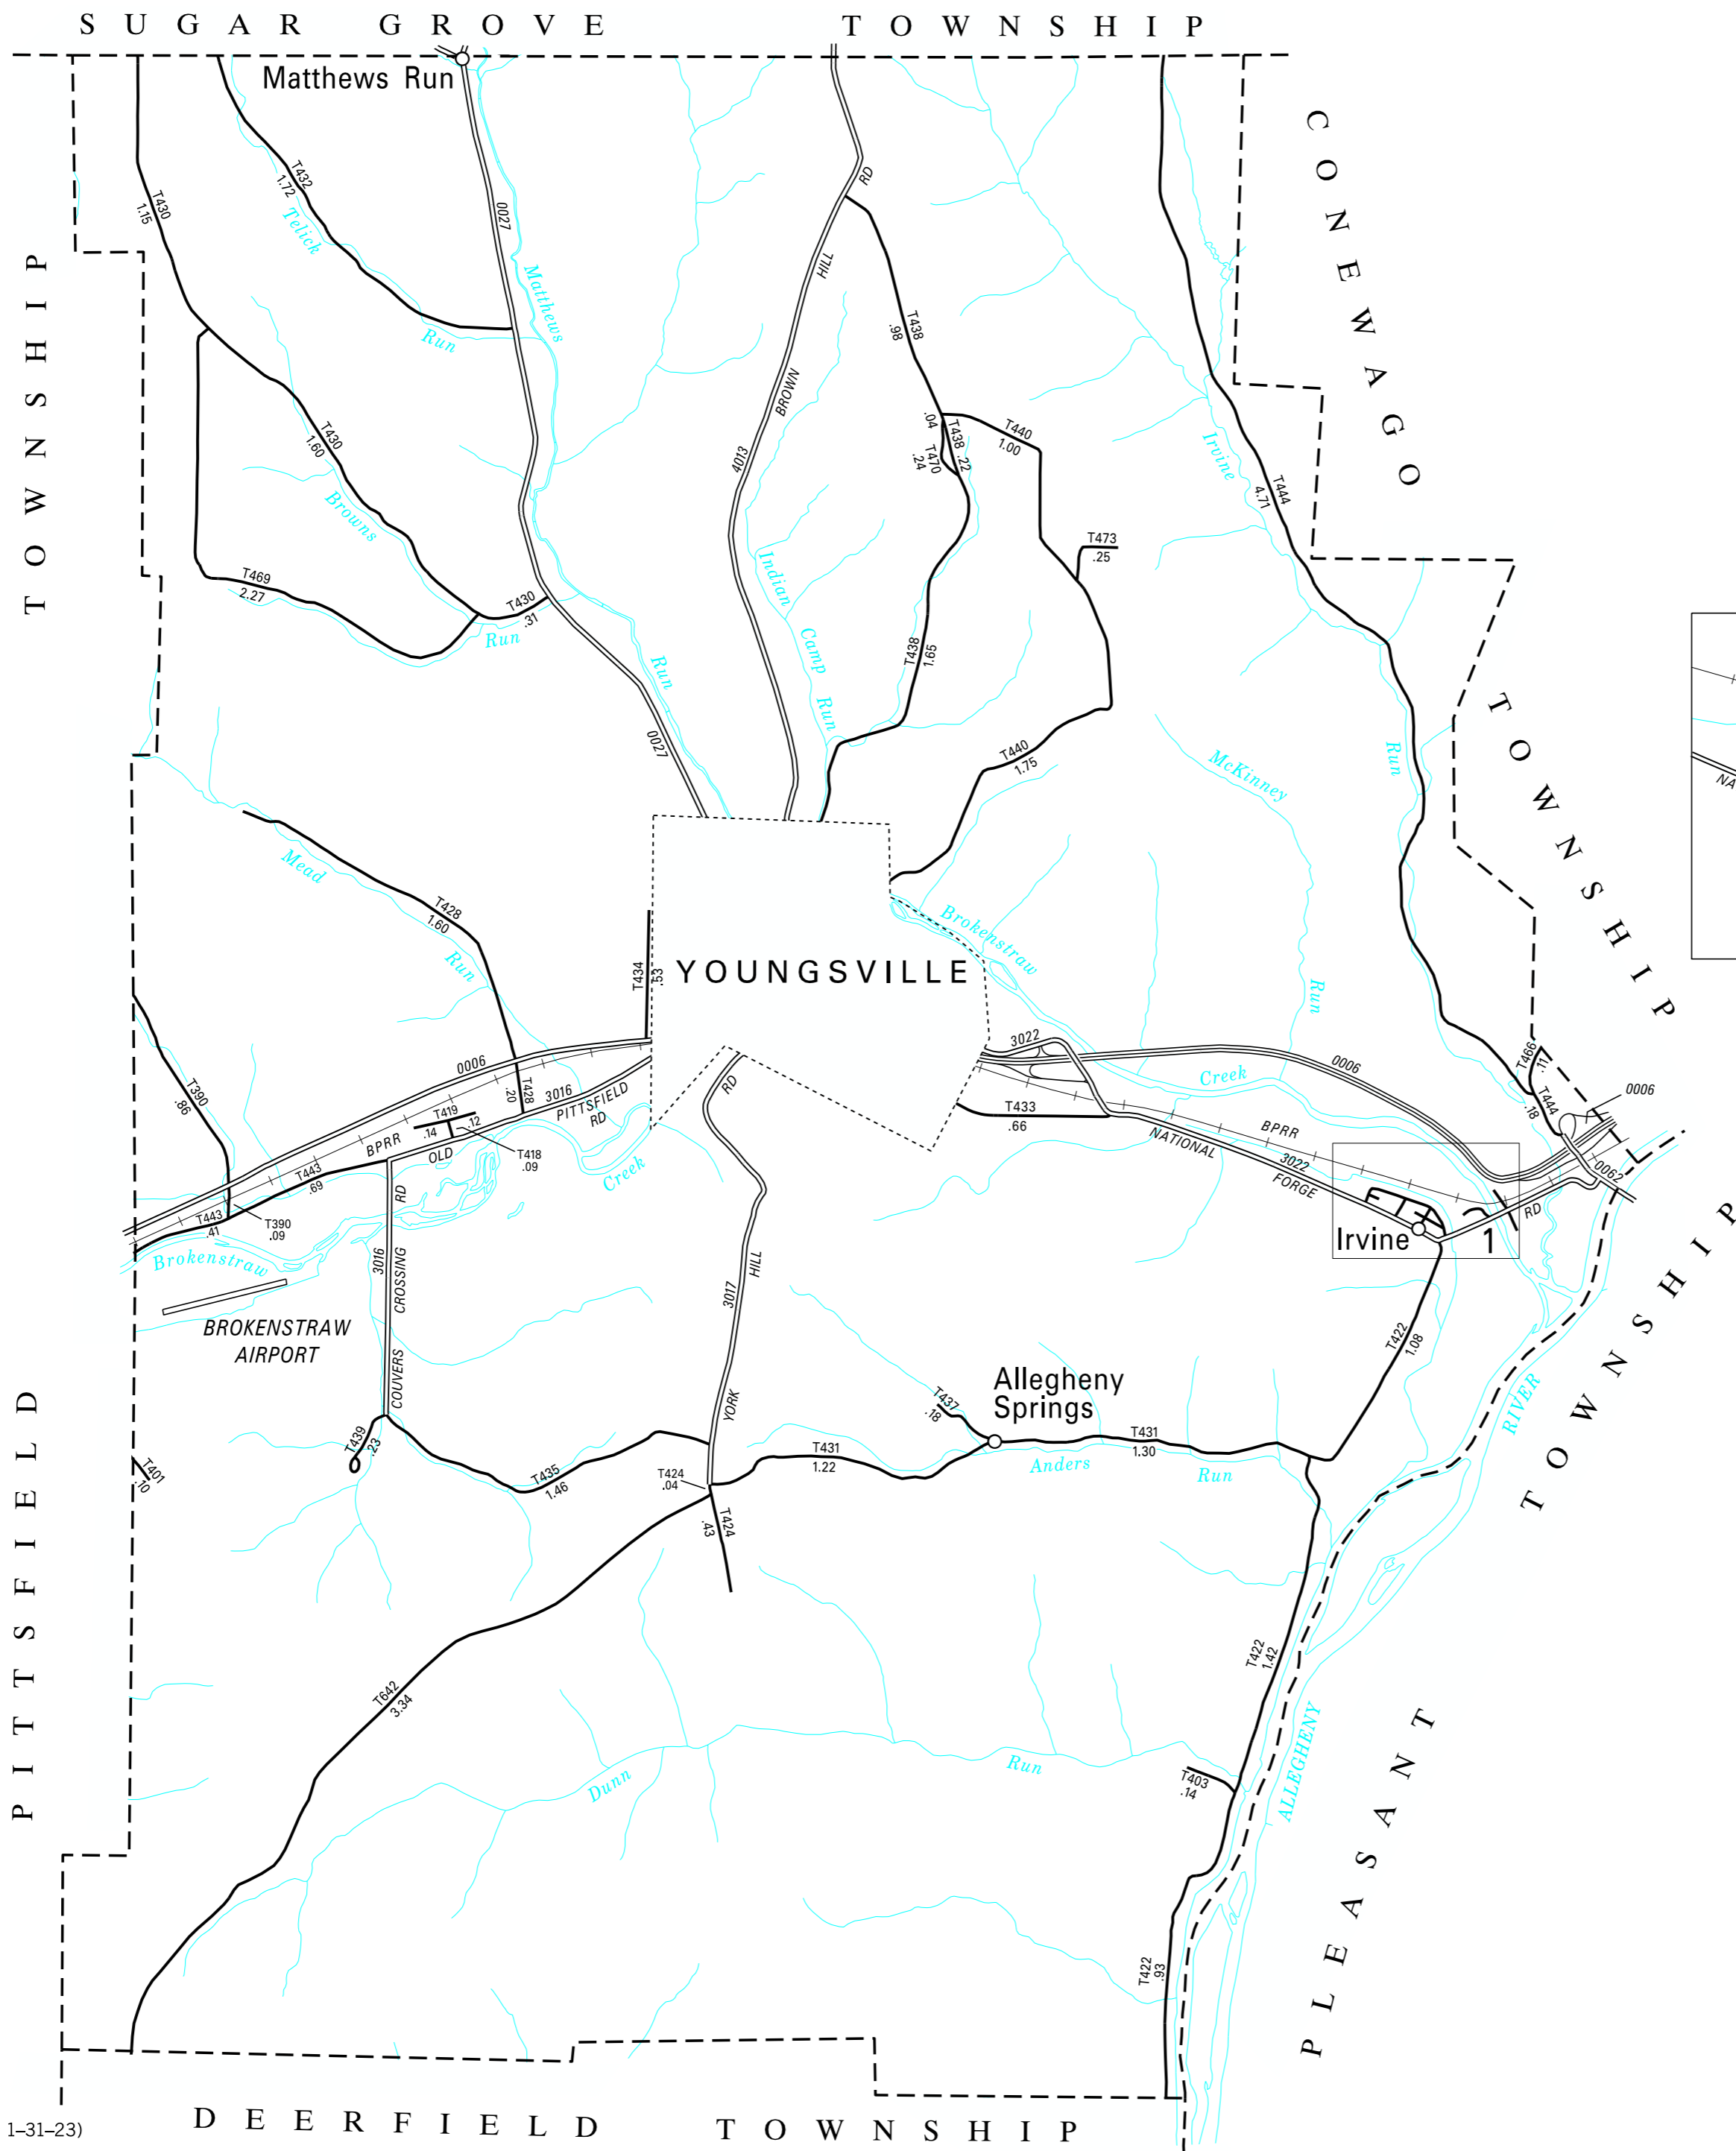 SUGAR GROVE TOWNSHIP
Matthews Run
CONEWAGO TOWNSHIP
PITTSFIELD TOWNSHIP
T430
1.15
T432
1.72
Telick
Run
0027
Matthews
RD
HILL
BROWN
4013
T438
.98
T430
1.60
Browns
.04
T438
.22
T470
.24
T440
1.00
Irvine
T444
4.71
T473
.25
T469
2.27
T430
.31
Run
Indian
Camp
Run
T438
1.65
Run
0027
T440
1.75
McKinney
Run
NA
Mead
Run
T428
1.60
T434
.53
YOUNGSVILLE
Brokenstraw
Run
T390
.86
0006
3022
0006
Creek
T466
.11
T444
.18
0006
T428
.20
3016
PITTSFIELD
RD
T419
.14
.12
BPRR
OLD
T418
.09
Creek
T433
.66
NATIONAL
BPRR
3022
FORGE
RD
0062
T443
.69
T443
.41
T390
.09
RD
RD
Brokenstraw
3016
CROSSING
COUVERS
HILL
3017
YORK
Irvine
1
BROKENSTRAW
AIRPORT
T422
1.08
Allegheny
Springs
T437
.18
RIVER
T439
.23
T401
.10
T435
1.46
T424
.04
T431
1.22
T431
1.30
Anders
Run
T424
.43
T642
3.34
T422
1.42
Dunn
Run
T403
.14
ALLEGHENY
PLEASANT TOWNSHIP
T422
.93
DEERFIELD TOWNSHIP
1–31–23)